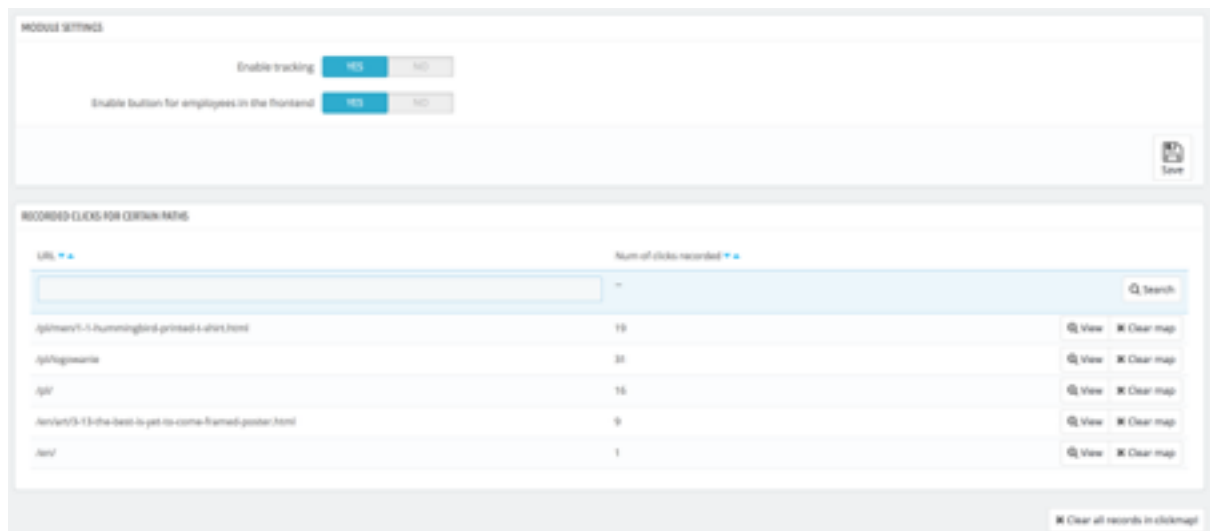 MODULE SETTINGS
Enable tracking YES NO
Enable button for employees in the frontend YES NO
Save
RECORDED CLICKS FOR CERTAIN PATHS
URL Num of clicks recorded
-- Search
/pl/men/1-1-hummingbird-printed-t-shirt.html 19 View Clear map
/pl/logowanie 31 View Clear map
/pl/ 16 View Clear map
/en/art/3-13-the-best-is-yet-to-come-framed-poster.html 9 View Clear map
/en/ 1 View Clear map
Clear all records in clickmap!